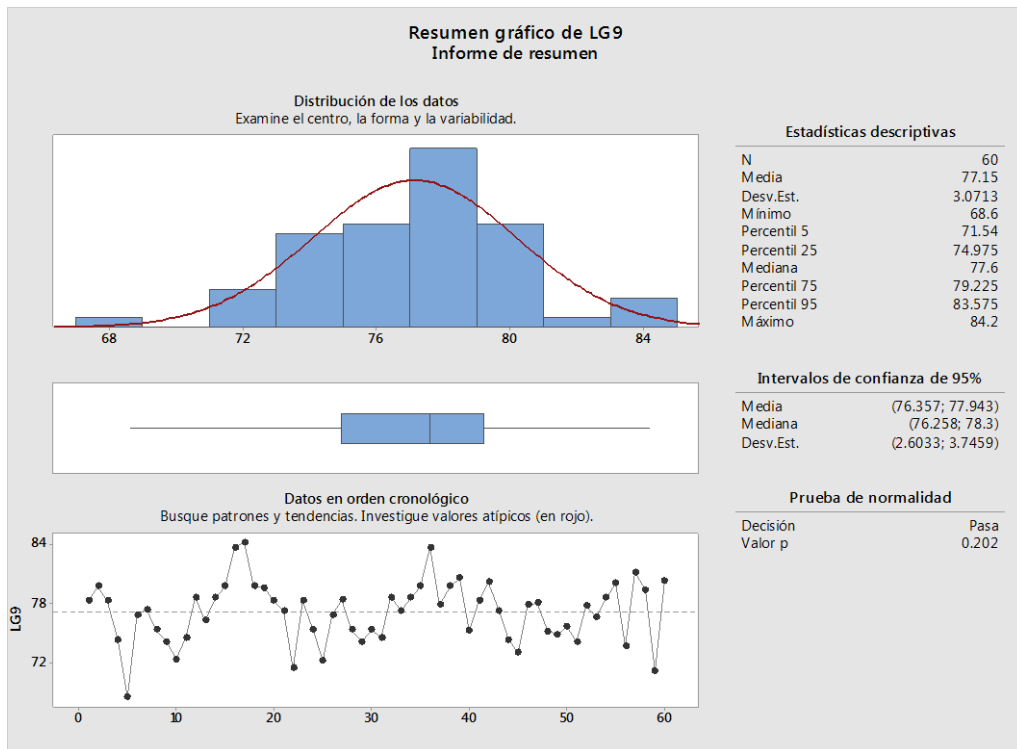 Resumen gráfico de LG9
Informe de resumen
Distribución de los datos
Examine el centro, la forma y la variabilidad.
68 72 76 80 84
Datos en orden cronológico
Busque patrones y tendencias. Investigue valores atípicos (en rojo).
84
78
72
LG9
0 10 20 30 40 50 60
Estadísticas descriptivas
N 60
Media 77.15
Desv.Est. 3.0713
Mínimo 68.6
Percentil 5 71.54
Percentil 25 74.975
Mediana 77.6
Percentil 75 79.225
Percentil 95 83.575
Máximo 84.2
Intervalos de confianza de 95%
Media (76.357; 77.943)
Mediana (76.258; 78.3)
Desv.Est. (2.6033; 3.7459)
Prueba de normalidad
Decisión Pasa
Valor p 0.202